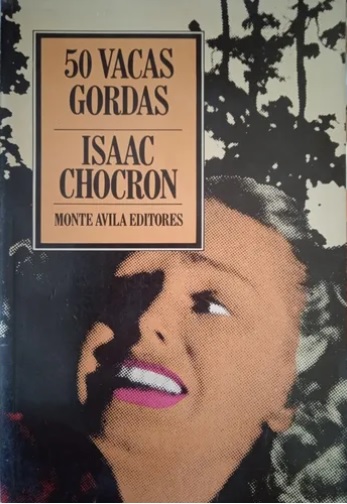 50 VACAS
GORDAS
ISAAC
CHOCRON
MONTE AVILA EDITORES